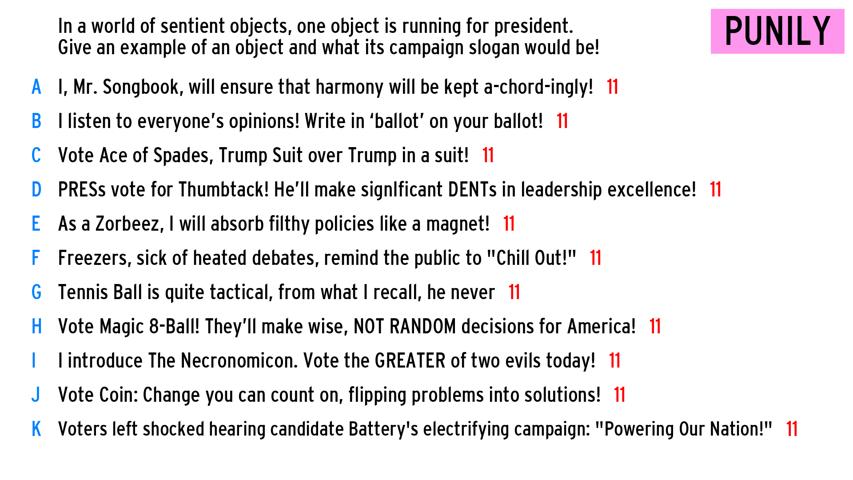 In a world of sentient objects, one object is running for president.
Give an example of an object and what its campaign slogan would be!
PUNILY
A I, Mr. Songbook, will ensure that harmony will be kept a-chord-ingly! 11
B I listen to everyone’s opinions! Write in ‘ballot’ on your ballot! 11
C Vote Ace of Spades, Trump Suit over Trump in a suit! 11
D PRESs vote for Thumbtack! He’ll make signIficant DENTs in leadership excellence! 11
E As a Zorbeez, I will absorb filthy policies like a magnet! 11
F Freezers, sick of heated debates, remind the public to "Chill Out!" 11
G Tennis Ball is quite tactical, from what I recall, he never 11
H Vote Magic 8-Ball! They’ll make wise, NOT RANDOM decisions for America! 11
I I introduce The Necronomicon. Vote the GREATER of two evils today! 11
J Vote Coin: Change you can count on, flipping problems into solutions! 11
K Voters left shocked hearing candidate Battery's electrifying campaign: "Powering Our Nation!" 11